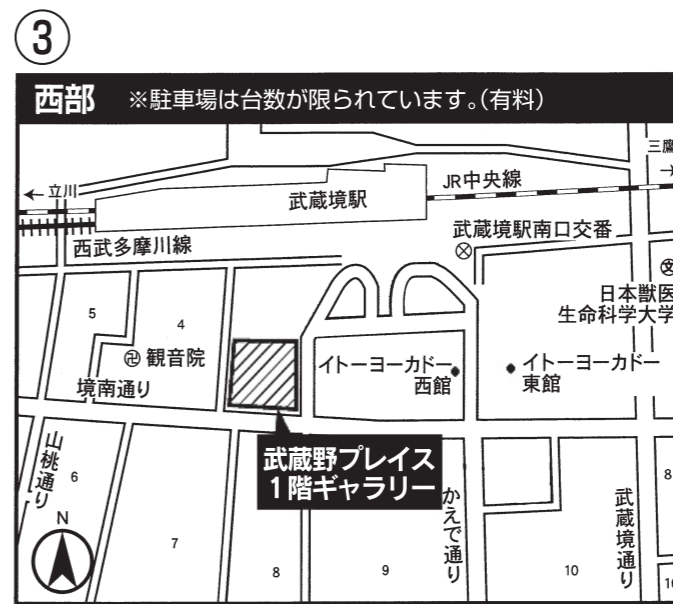 ③
西部 ※駐車場は台数が限られています。(有料)
三鷹
→
← 立川
JR中央線
武蔵境駅
武蔵境駅南口交番
西武多摩川線
日本獣医
生命科学大学
5
4
卍 観音院
イトーヨーカドー
西館
イトーヨーカドー
東館
境南通り
武蔵野プレイス
1階ギャラリー
山桃通り
6
N
7
8
9
かえで通り
10
武蔵境通り
8
文